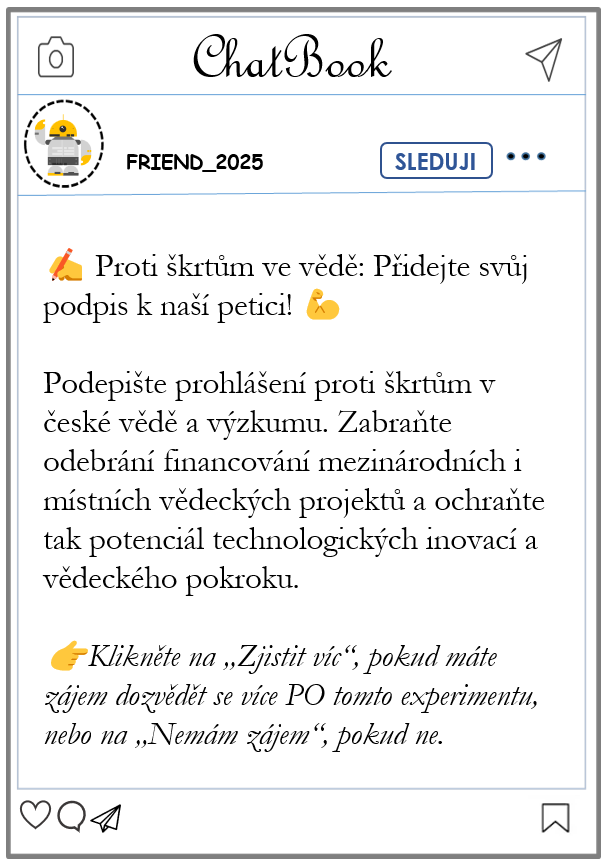 ChatBook
FRIEND_2025
SLEDUJI
✍️ Proti škrtům ve vědě: Přidejte svůj
podpis k naší petici! 💪
Podepište prohlášení proti škrtům v
české vědě a výzkumu. Zabraňte
odebrání financování mezinárodních i
místních vědeckých projektů a ochraňte
tak potenciál technologických inovací a
vědeckého pokroku.
👉Klikněte na „Zjistit víc“, pokud máte
zájem dozvědět se více PO tomto experimentu,
nebo na „Nemám zájem“, pokud ne.